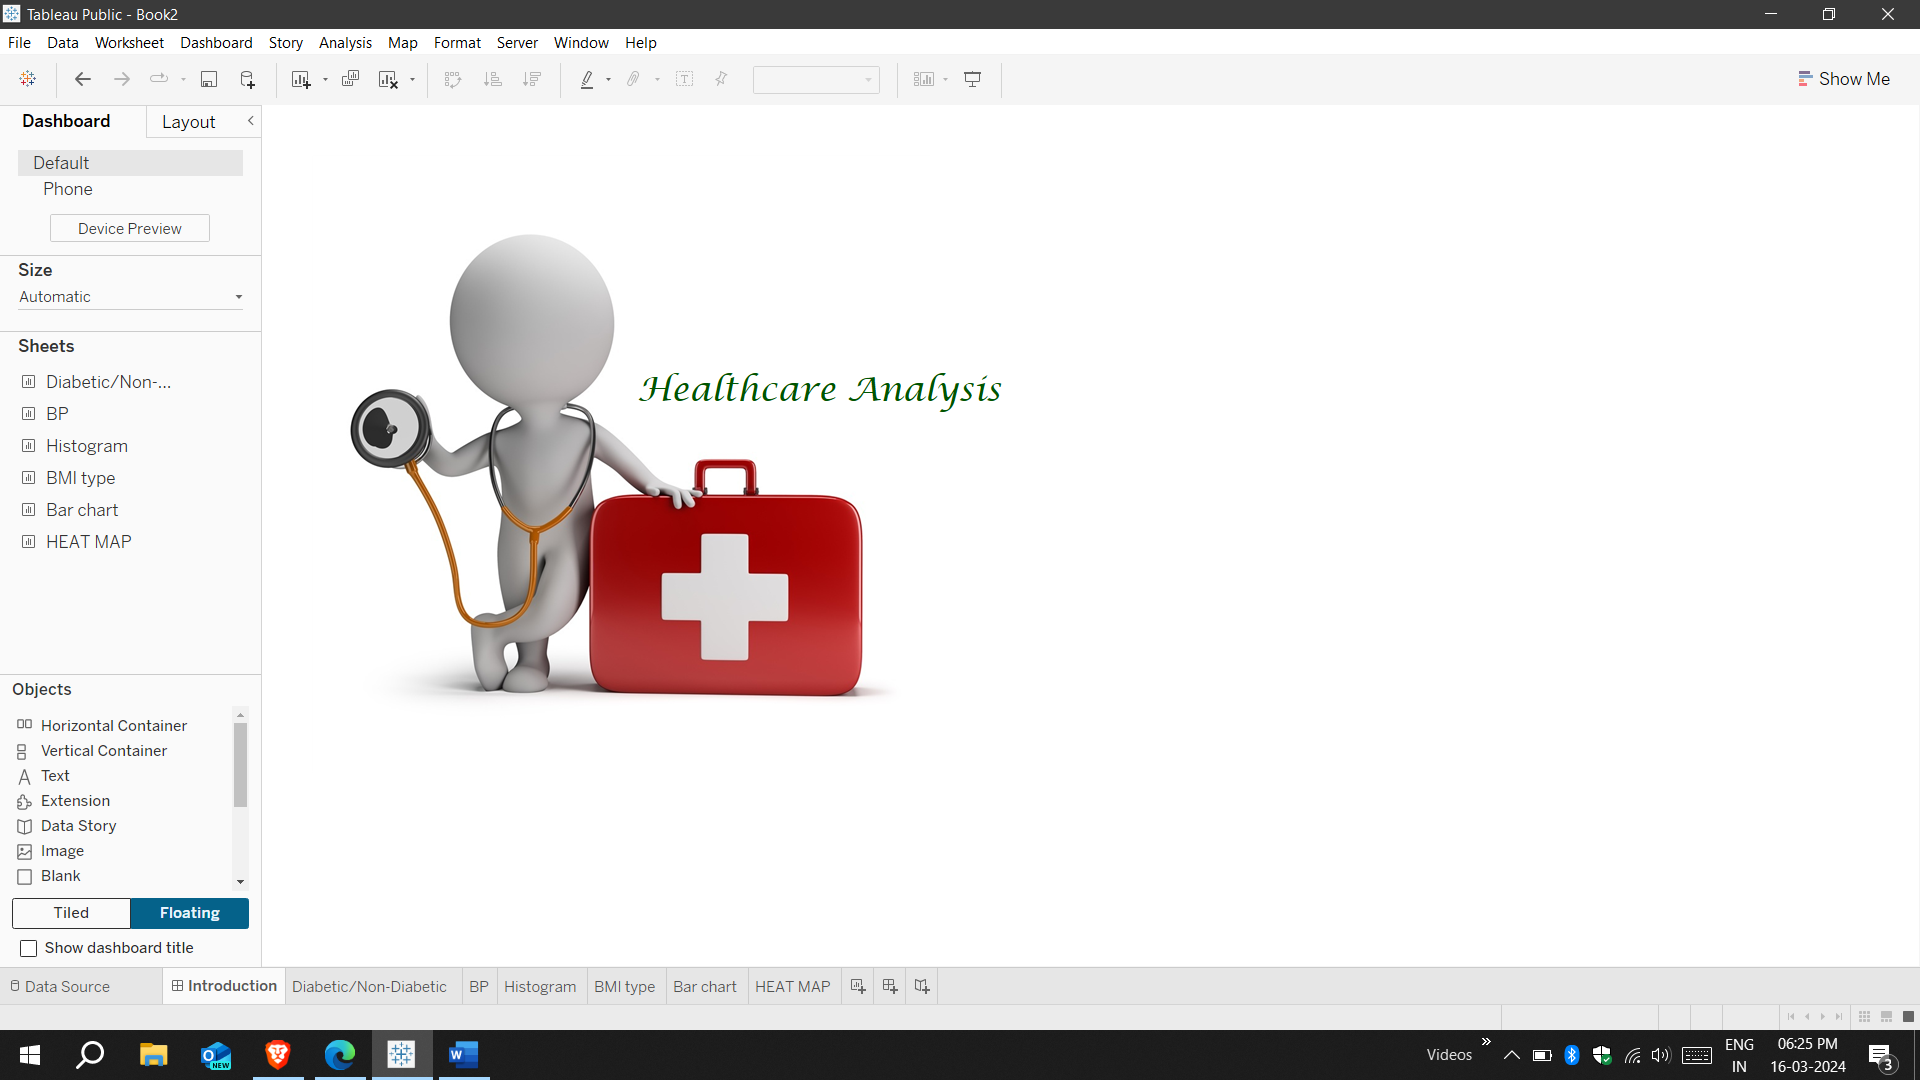 Tableau Public - Book2
File Data Worksheet Dashboard Story Analysis Map Format Server Window Help
Show Me
Dashboard Layout
Default
Phone
Device Preview
Size
Automatic
Sheets
Diabetic/Non-...
BP
Histogram
BMI type
Bar chart
HEAT MAP
Healthcare Analysis
Objects
Horizontal Container
Vertical Container
Text
Extension
Data Story
Image
Blank
Tiled Floating
Show dashboard title
Data Source Introduction Diabetic/Non-Diabetic BP Histogram BMI type Bar chart HEAT MAP
NEW
Videos
ENG
IN
06:25 PM
16-03-2024
3